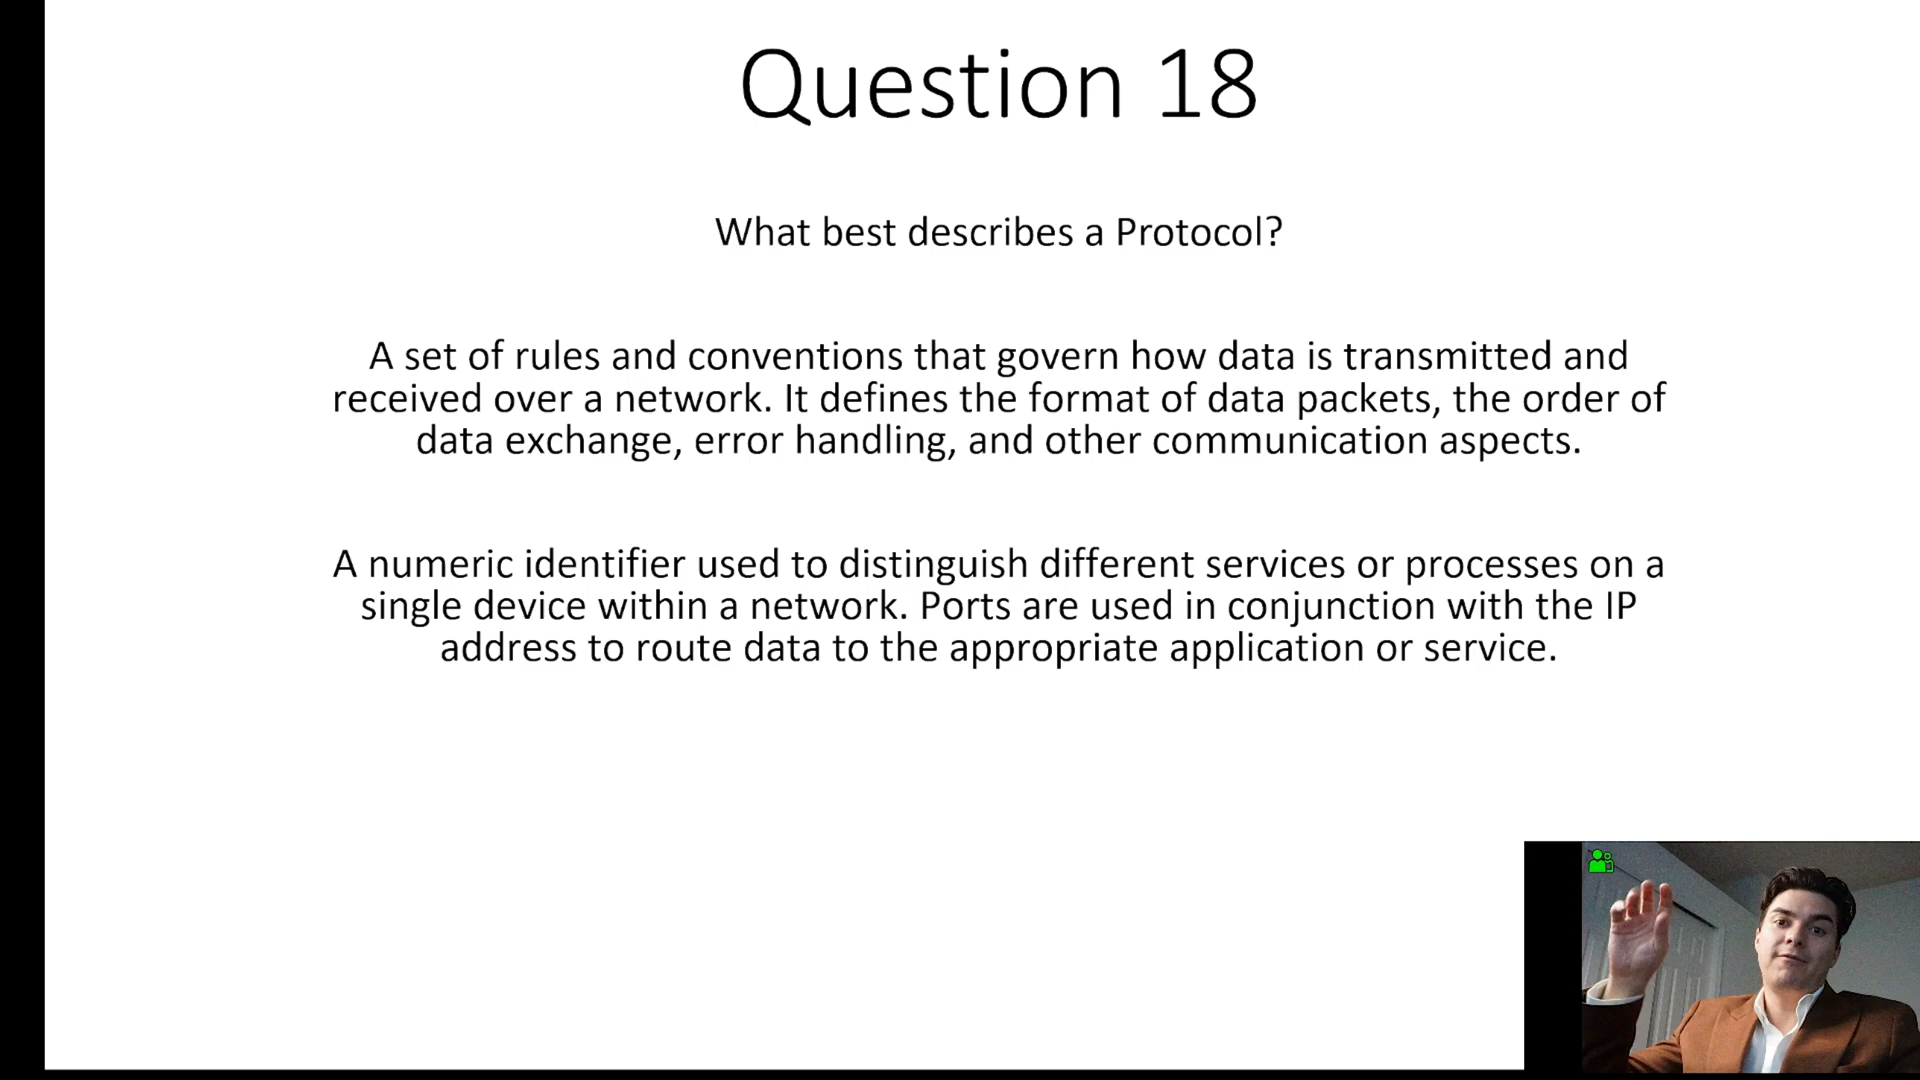 Question 18
What best describes a Protocol?
A set of rules and conventions that govern how data is transmitted and
received over a network. It defines the format of data packets, the order of
data exchange, error handling, and other communication aspects.
A numeric identifier used to distinguish different services or processes on a
single device within a network. Ports are used in conjunction with the IP
address to route data to the appropriate application or service.